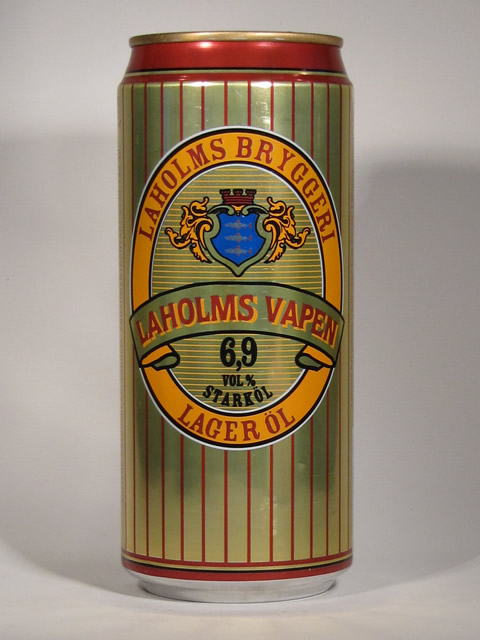 LAHOLMS BRYGGERI
LAHOLMS VAPEN
6,9
VOL %
STARKÖL
LAGER ÖL